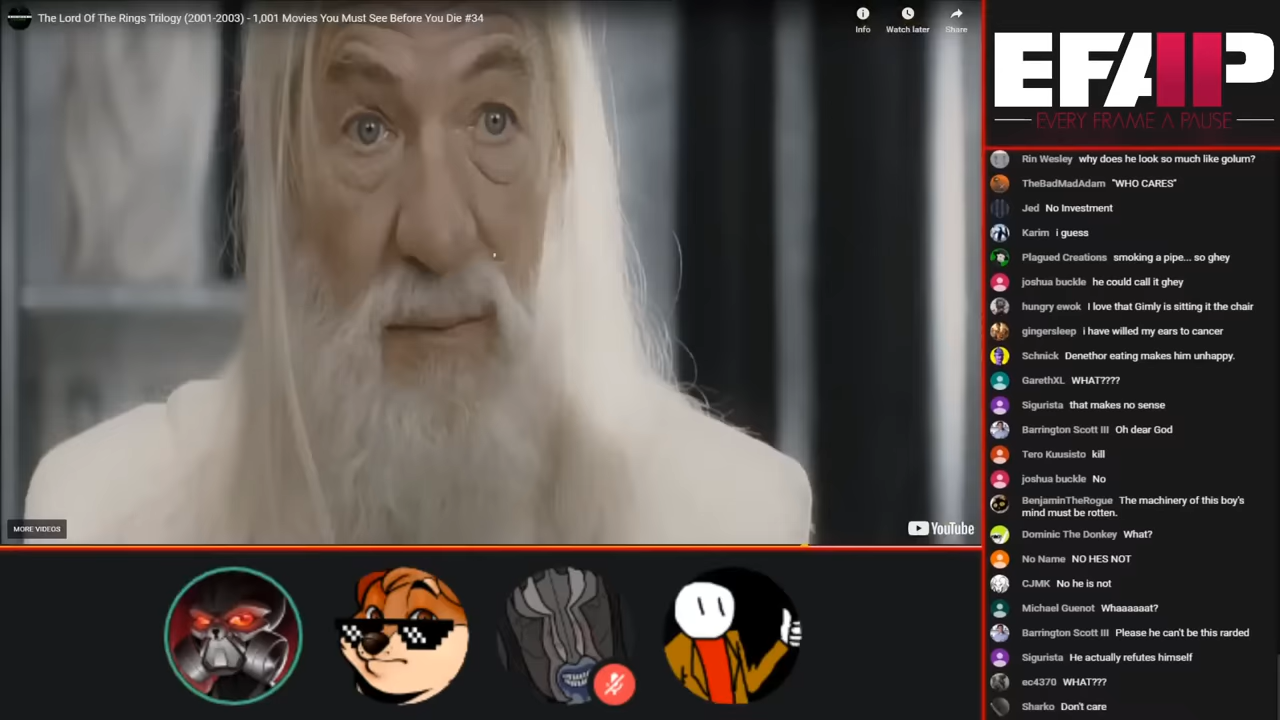 The Lord Of The Rings Trilogy (2001-2003) - 1,001 Movies You Must See Before You Die #34
Info
Watch later
Share
EFAP
EVERY FRAME A PAUSE
Rin Wesley why does he look so much like golum?
TheBadMadAdam "WHO CARES"
Jed No Investment
Karim i guess
Plagued Creations smoking a pipe... so ghey
joshua buckle he could call it ghey
hungry ewok I love that Gimly is sitting it the chair
gingersleep i have willed my ears to cancer
Schnick Denethor eating makes him unhappy.
GarethXL WHAT????
Sigurista that makes no sense
Barrington Scott III Oh dear God
Tero Kuusisto kill
joshua buckle No
BenjaminTheRogue The machinery of this boy's
mind must be rotten.
Dominic The Donkey What?
No Name NO HES NOT
CJMK No he is not
Michael Guenot Whaaaaaat?
Barrington Scott III Please he can't be this rarded
Sigurista He actually refutes himself
ec4370 WHAT???
Sharko Don't care
MORE VIDEOS
YouTube